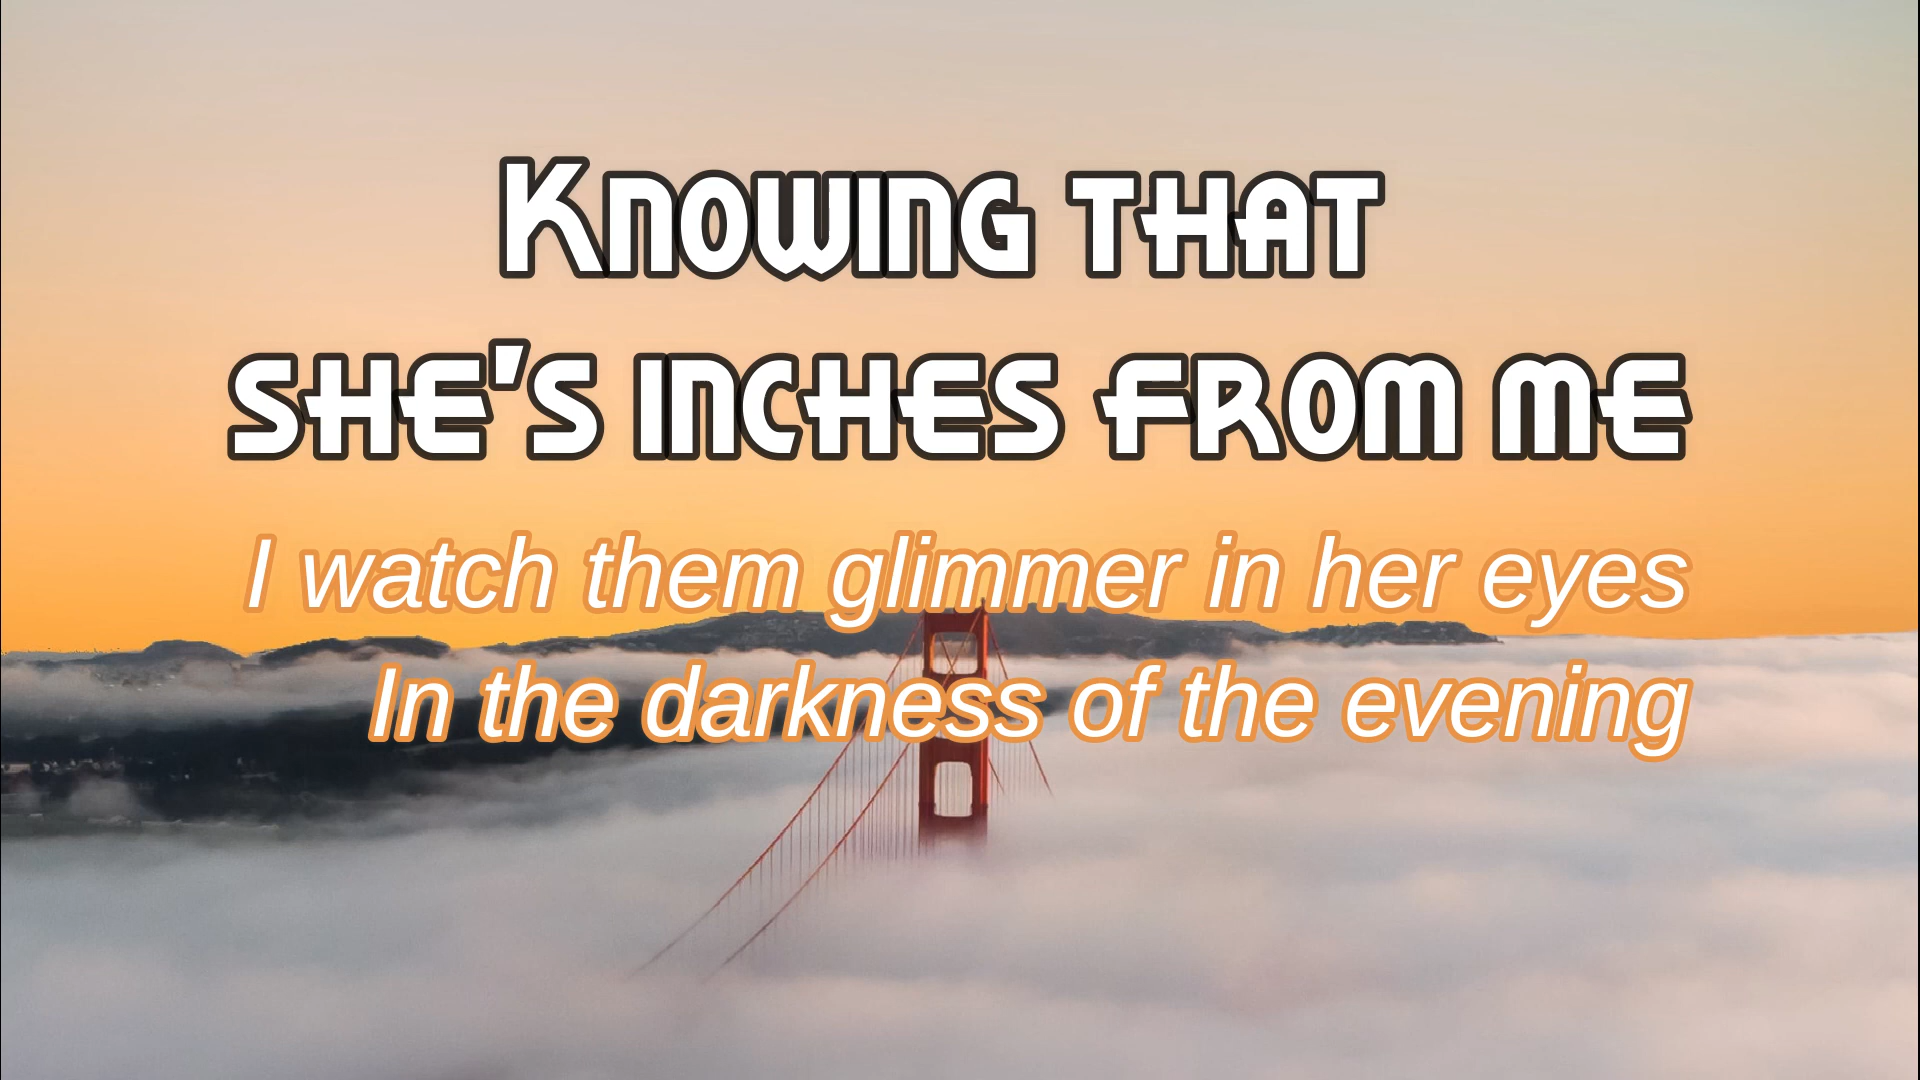 Knowing that
she's inches from me
I watch them glimmer in her eyes
In the darkness of the evening